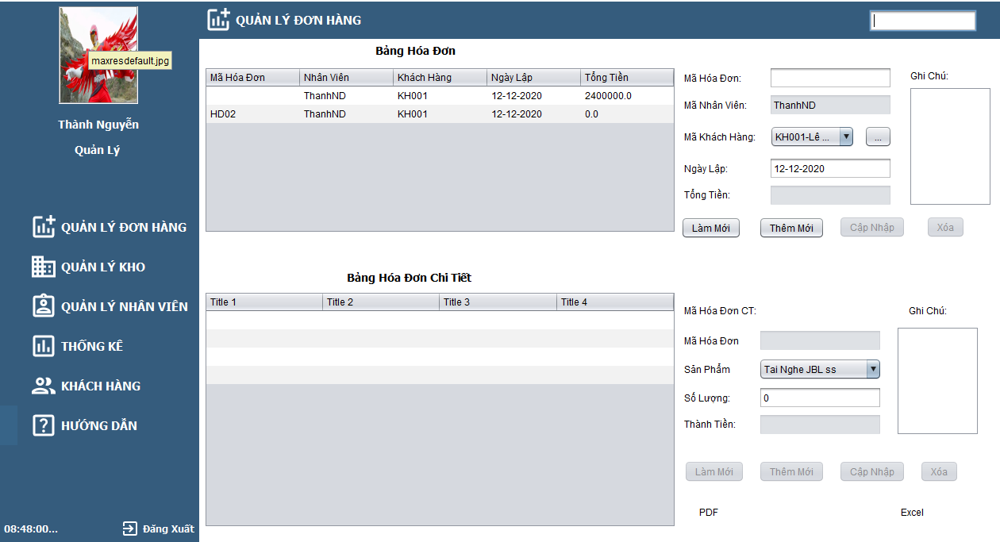 maxresdefault.jpg
Thành Nguyễn
Quản Lý
QUẢN LÝ ĐƠN HÀNG
QUẢN LÝ KHO
QUẢN LÝ NHÂN VIÊN
THỐNG KÊ
KHÁCH HÀNG
HƯỚNG DẪN
08:48:00...
Đăng Xuất
QUẢN LÝ ĐƠN HÀNG
Bảng Hóa Đơn
Mã Hóa Đơn Nhân Viên Khách Hàng Ngày Lập Tổng Tiền
ThanhND KH001 12-12-2020 2400000.0
HD02 ThanhND KH001 12-12-2020 0.0
Mã Hóa Đơn:
Mã Nhân Viên: ThanhND
Mã Khách Hàng: KH001-Lê ... ...
Ngày Lập: 12-12-2020
Tổng Tiền:
Ghi Chú:
Làm Mới Thêm Mới Cập Nhập Xóa
Bảng Hóa Đơn Chi Tiết
Title 1 Title 2 Title 3 Title 4
Mã Hóa Đơn CT:
Mã Hóa Đơn
Sản Phẩm Tai Nghe JBL ss
Số Lượng: 0
Thành Tiền:
Ghi Chú:
Làm Mới Thêm Mới Cập Nhập Xóa
PDF Excel